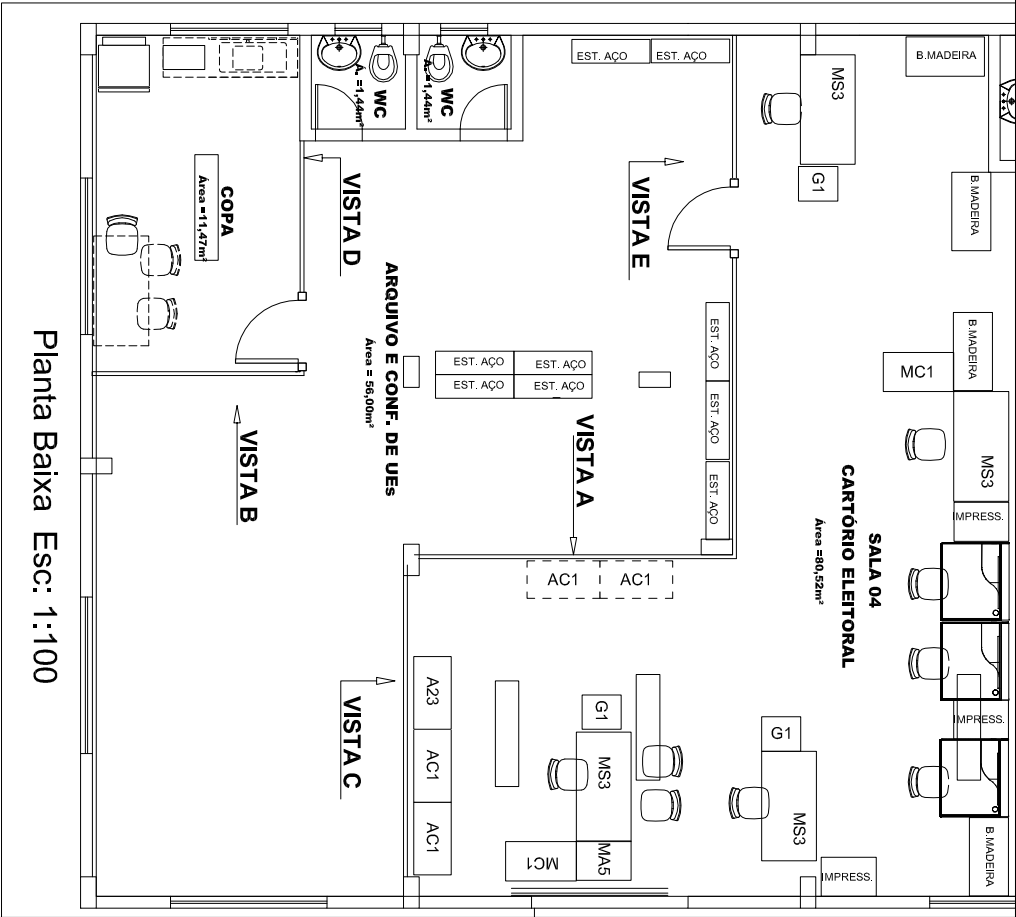 EST. AÇO
EST. AÇO
B.MADEIRA
MS3
G1
B.MADEIRA
WC
A. =1,44m²
WC
A. =1,44m²
COPA
Área =11,47m²
VISTA D
VISTA E
ARQUIVO E CONF. DE UEs
Área = 56,00m²
EST. AÇO
EST. AÇO
EST. AÇO
EST. AÇO
EST. AÇO
EST. AÇO
EST. AÇO
B.MADEIRA
MC1
MS3
IMPRESS.
VISTA B
VISTA A
SALA 04
CARTÓRIO ELEITORAL
Área =80,52m²
AC1
AC1
VISTA C
A23
AC1
AC1
G1
MS3
MA5
MC1
G1
MS3
IMPRESS.
IMPRESS.
B.MADEIRA
Planta Baixa Esc: 1:100